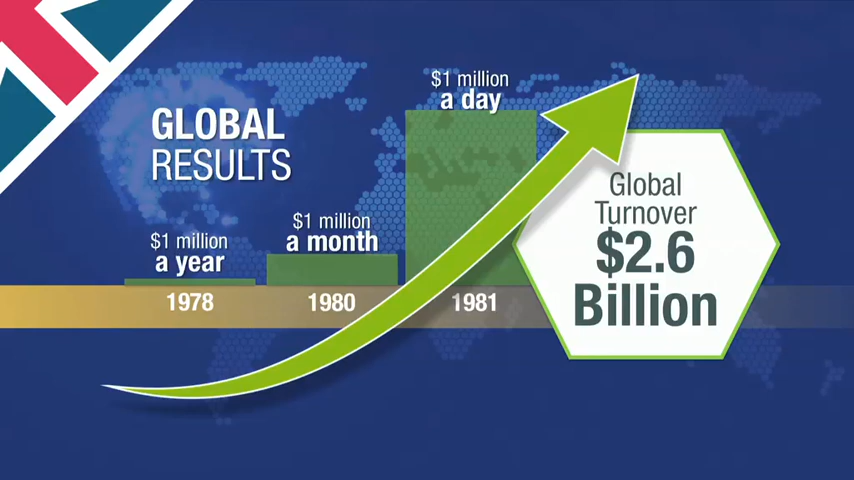 GLOBAL
RESULTS
$1 million
a year
1978
$1 million
a month
1980
$1 million
a day
1981
Global
Turnover
$2.6
Billion